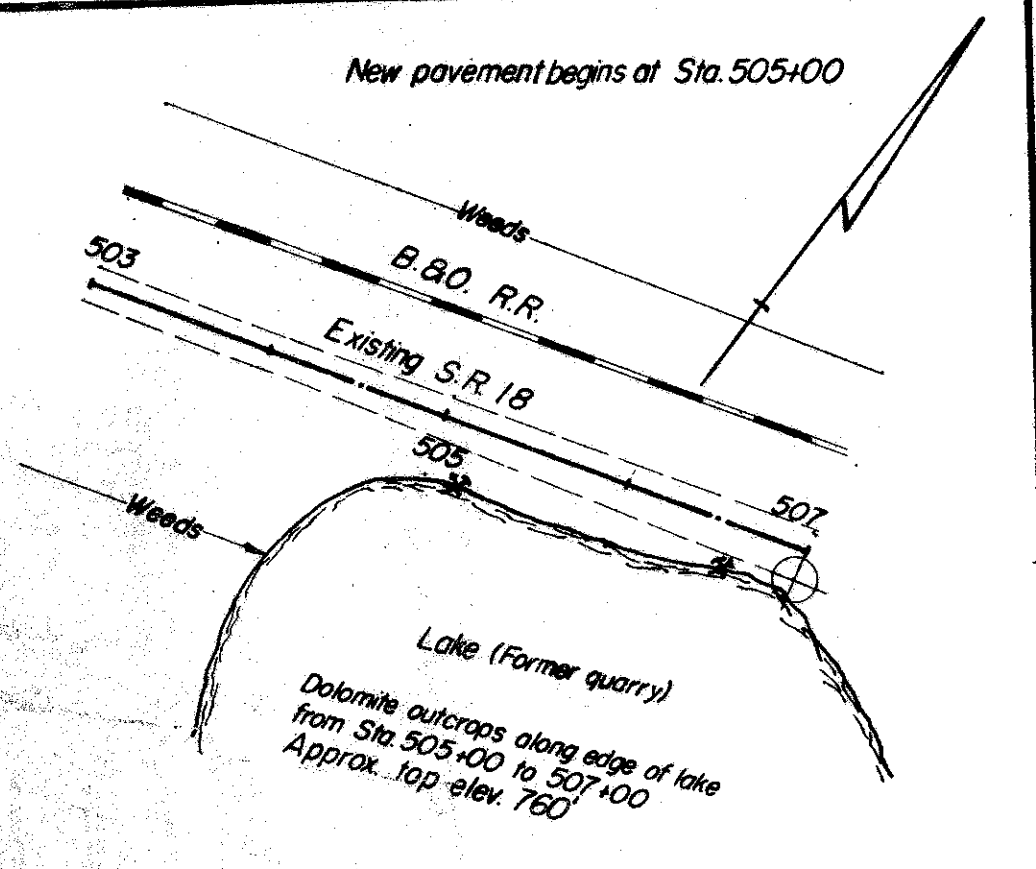 New pavement begins at Sta. 505+00
Weeds
B.&O. R.R.
503
Existing S.R. 18
505
507
Weeds
Lake (Former quarry)
Dolomite outcrops along edge of lake
from Sta. 505+00 to 507+00
Approx. top elev. 760'